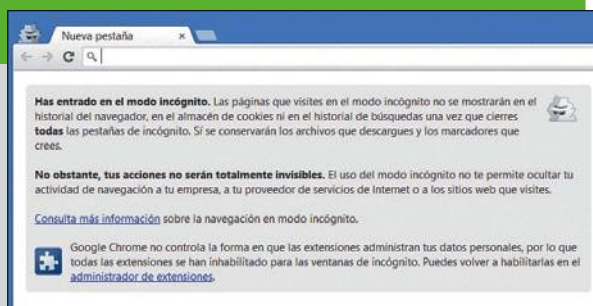 Nueva pestaña
Has entrado en el modo incógnito. Las páginas que visites en el modo incógnito no se mostrarán en el
historial del navegador, en el almacén de cookies ni en el historial de búsquedas una vez que cierres
todas las pestañas de incógnito. Sí se conservarán los archivos que descargues y los marcadores que
crees.
No obstante, tus acciones no serán totalmente invisibles. El uso del modo incógnito no te permite ocultar tu
actividad de navegación a tu empresa, a tu proveedor de servicios de Internet o a los sitios web que visites.
Consulta más información sobre la navegación en modo incógnito.
Google Chrome no controla la forma en que las extensiones administran tus datos personales, por lo que
todas las extensiones se han inhabilitado para las ventanas de incógnito. Puedes volver a habilitarlas en el
administrador de extensiones.